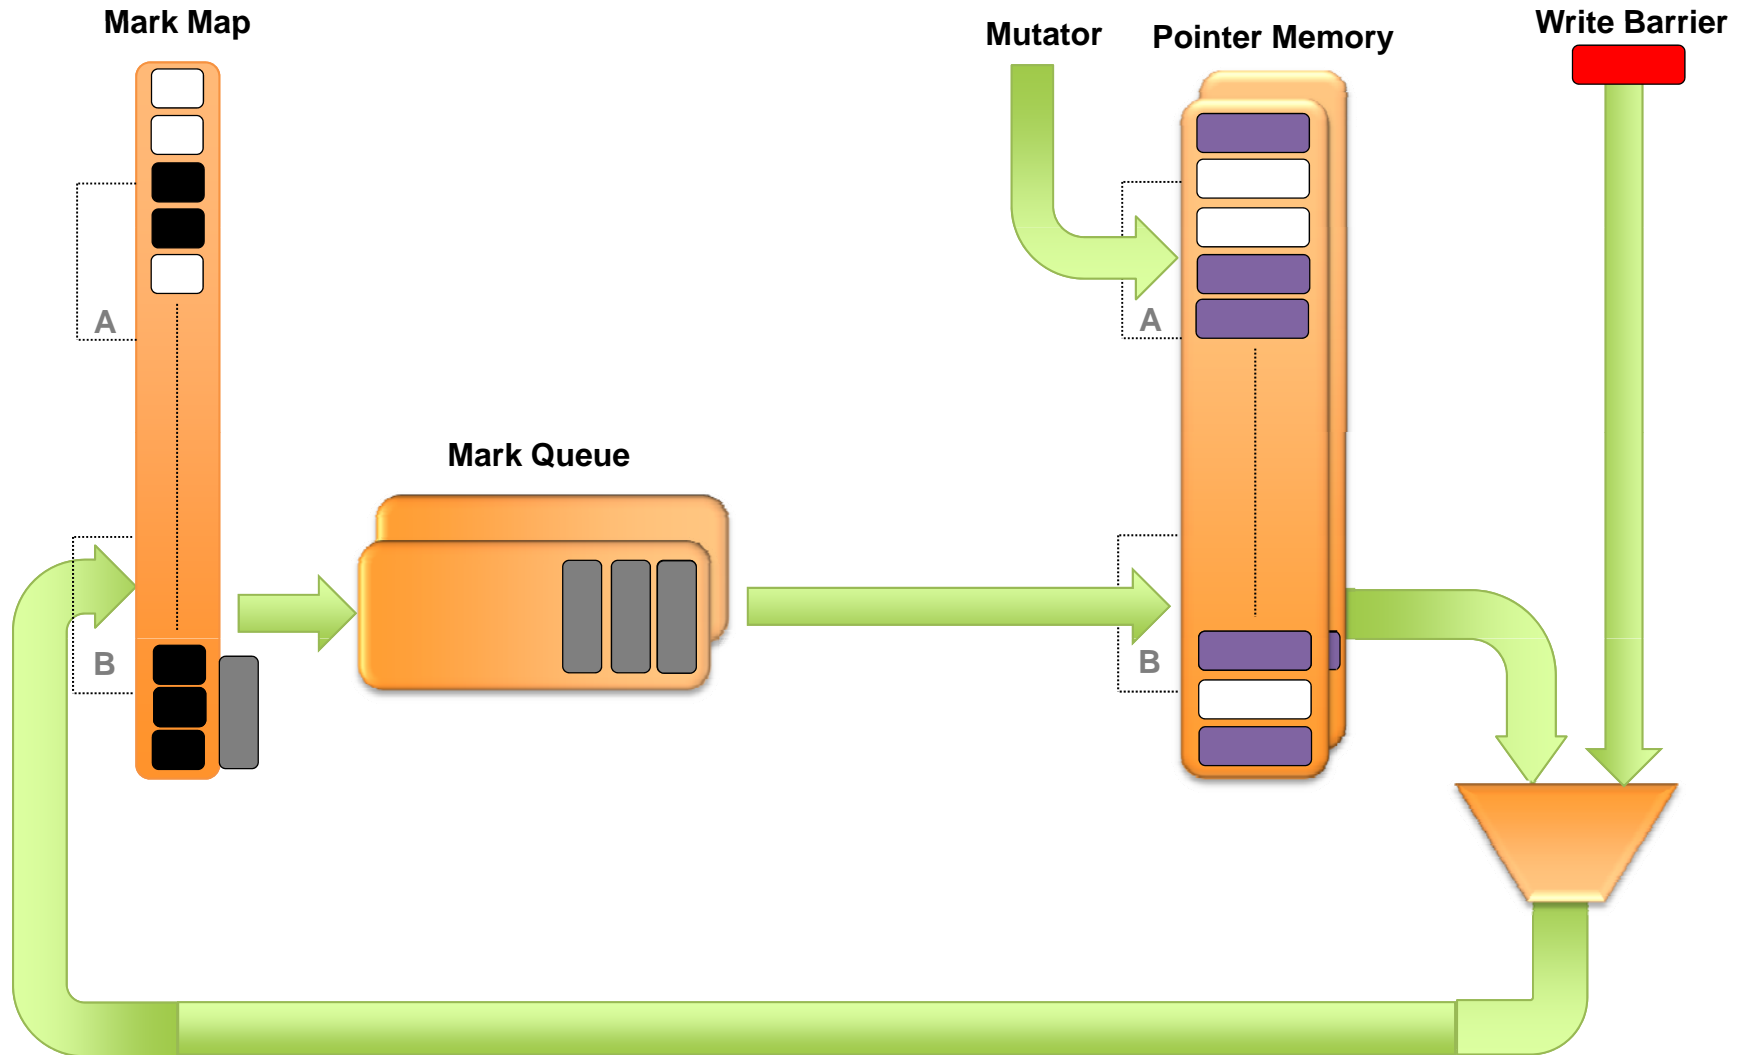 Mark Map
Mutator
Pointer Memory
Write Barrier
A
A
Mark Queue
B
B